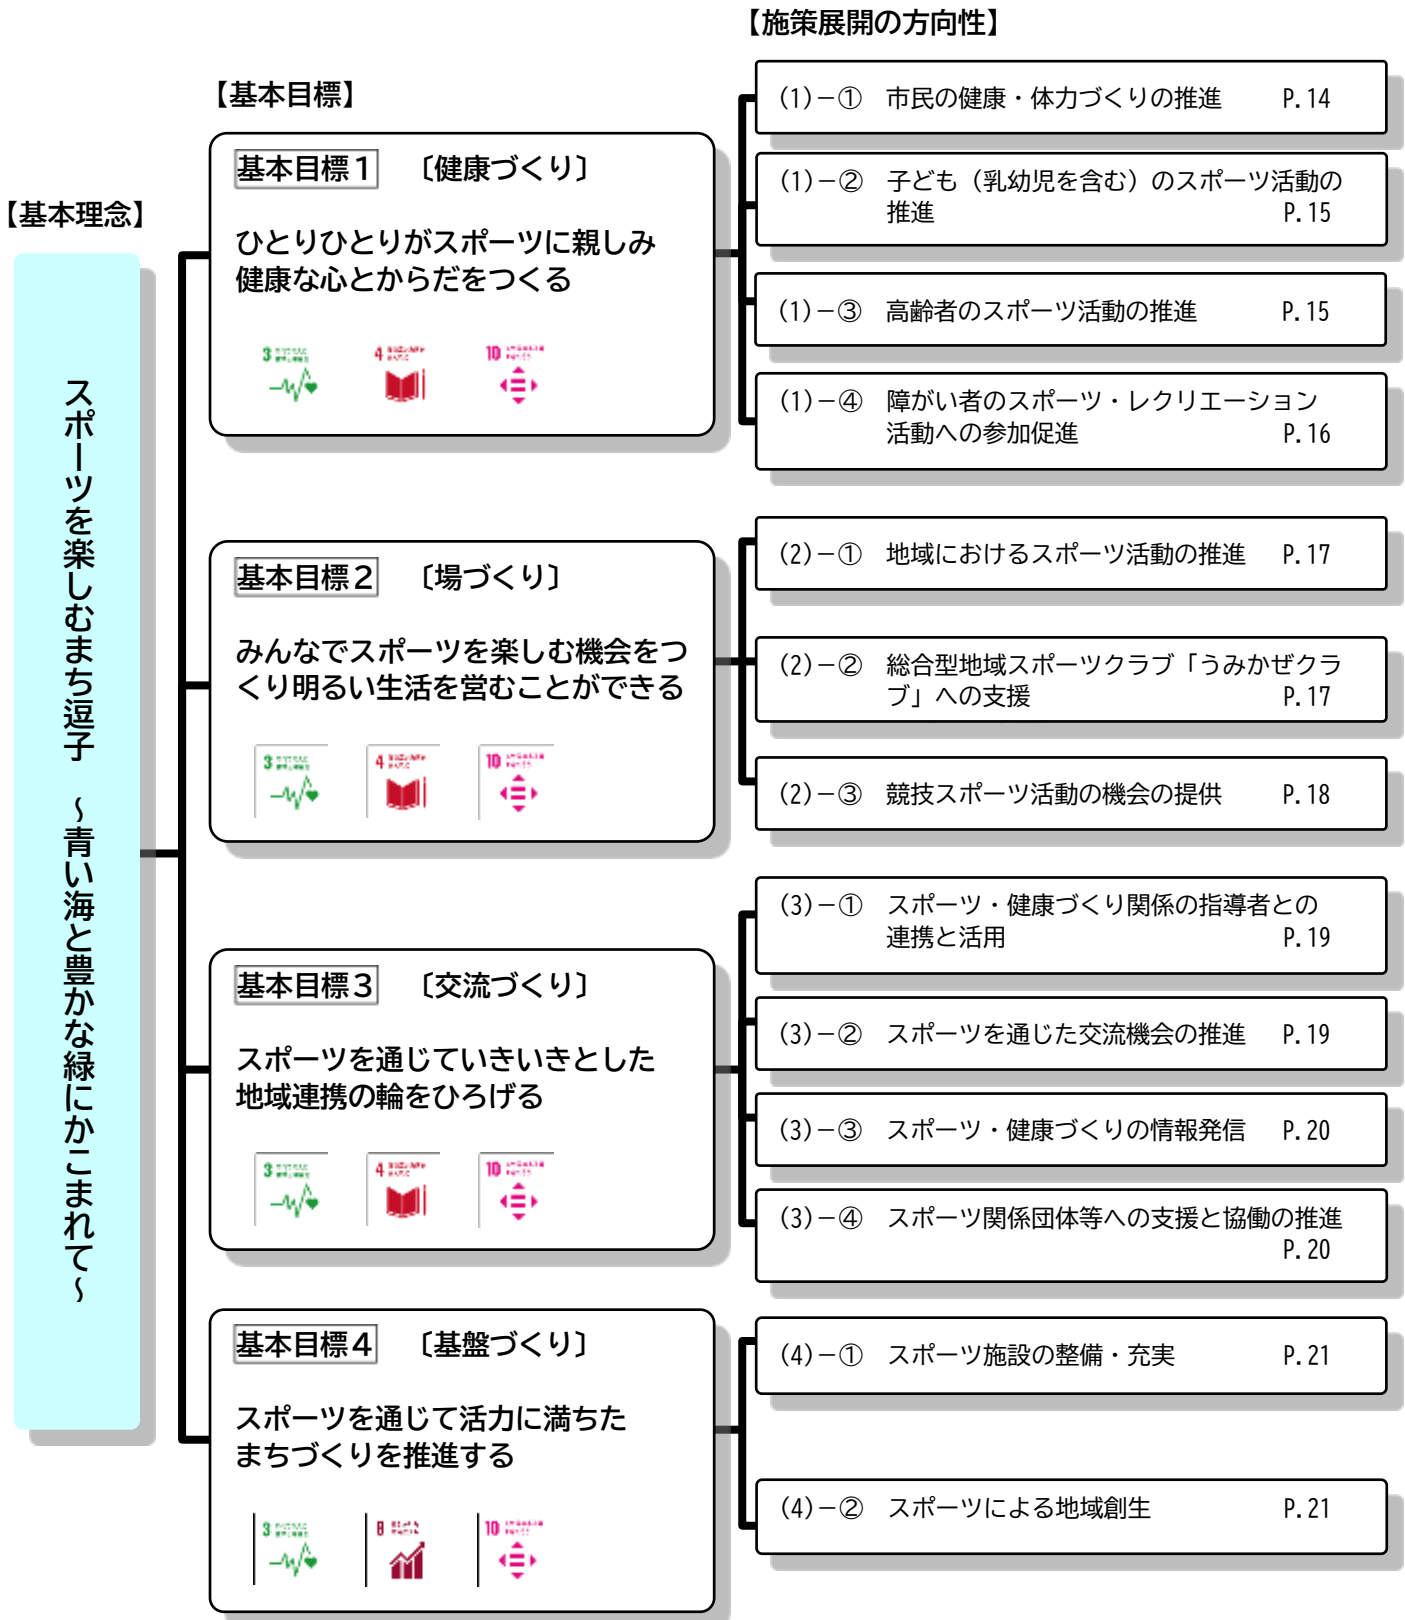 【施策展開の方向性】
【基本目標】
【基本理念】
スポーツを楽しむまち逗子　～青い海と豊かな緑にかこまれて～
基本目標１　〔健康づくり〕
ひとりひとりがスポーツに親しみ
健康な心とからだをつくる
3
4
10
(1)－①　市民の健康・体力づくりの推進　P.14
(1)－②　子ども（乳幼児を含む）のスポーツ活動の
推進　P.15
(1)－③　高齢者のスポーツ活動の推進　P.15
(1)－④　障がい者のスポーツ・レクリエーション
活動への参加促進　P.16
基本目標２　〔場づくり〕
みんなでスポーツを楽しむ機会をつ
くり明るい生活を営むことができる
3
4
10
(2)－①　地域におけるスポーツ活動の推進　P.17
(2)－②　総合型地域スポーツクラブ「うみかぜクラ
ブ」への支援　P.17
(2)－③　競技スポーツ活動の機会の提供　P.18
基本目標３　〔交流づくり〕
スポーツを通じていきいきとした
地域連携の輪をひろげる
3
4
10
(3)－①　スポーツ・健康づくり関係の指導者との
連携と活用　P.19
(3)－②　スポーツを通じた交流機会の推進　P.19
(3)－③　スポーツ・健康づくりの情報発信　P.20
(3)－④　スポーツ関係団体等への支援と協働の推進
P.20
基本目標４　〔基盤づくり〕
スポーツを通じて活力に満ちた
まちづくりを推進する
3
8
10
(4)－①　スポーツ施設の整備・充実　P.21
(4)－②　スポーツによる地域創生　P.21